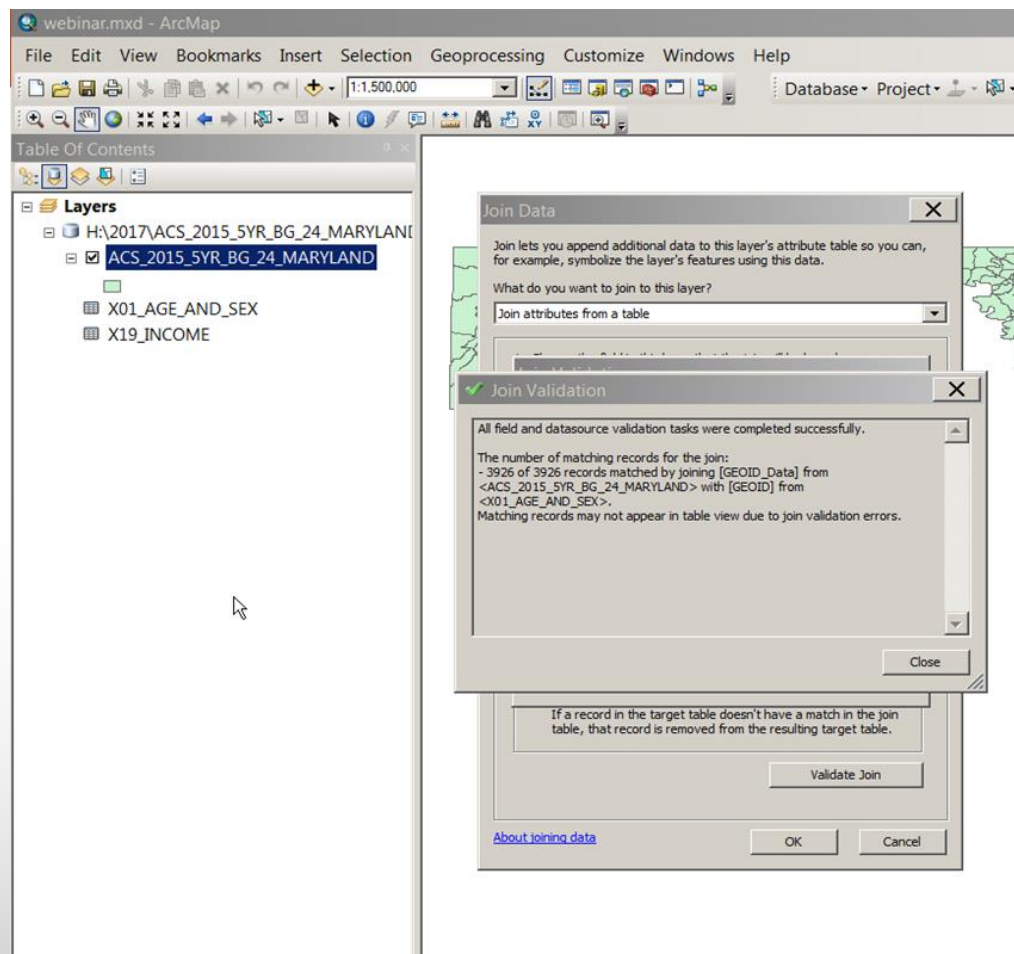 webinar.mxd - ArcMap
File Edit View Bookmarks Insert Selection Geoprocessing Customize Windows Help
1:1,500,000
Database Project
Table Of Contents
Layers
H:\2017\ACS_2015_5YR_BG_24_MARYLAND
ACS_2015_5YR_BG_24_MARYLAND
X01_AGE_AND_SEX
X19_INCOME
Join Data
Join lets you append additional data to this layer's attribute table so you can,
for example, symbolize the layer's features using this data.
What do you want to join to this layer?
Join attributes from a table
Join Validation
All field and datasource validation tasks were completed successfully.
The number of matching records for the join:
- 3926 of 3926 records matched by joining [GEOID_Data] from
<ACS_2015_5YR_BG_24_MARYLAND> with [GEOID] from
<X01_AGE_AND_SEX>.
Matching records may not appear in table view due to join validation errors.
Close
If a record in the target table doesn't have a match in the join
table, that record is removed from the resulting target table.
Validate Join
About joining data
OK
Cancel